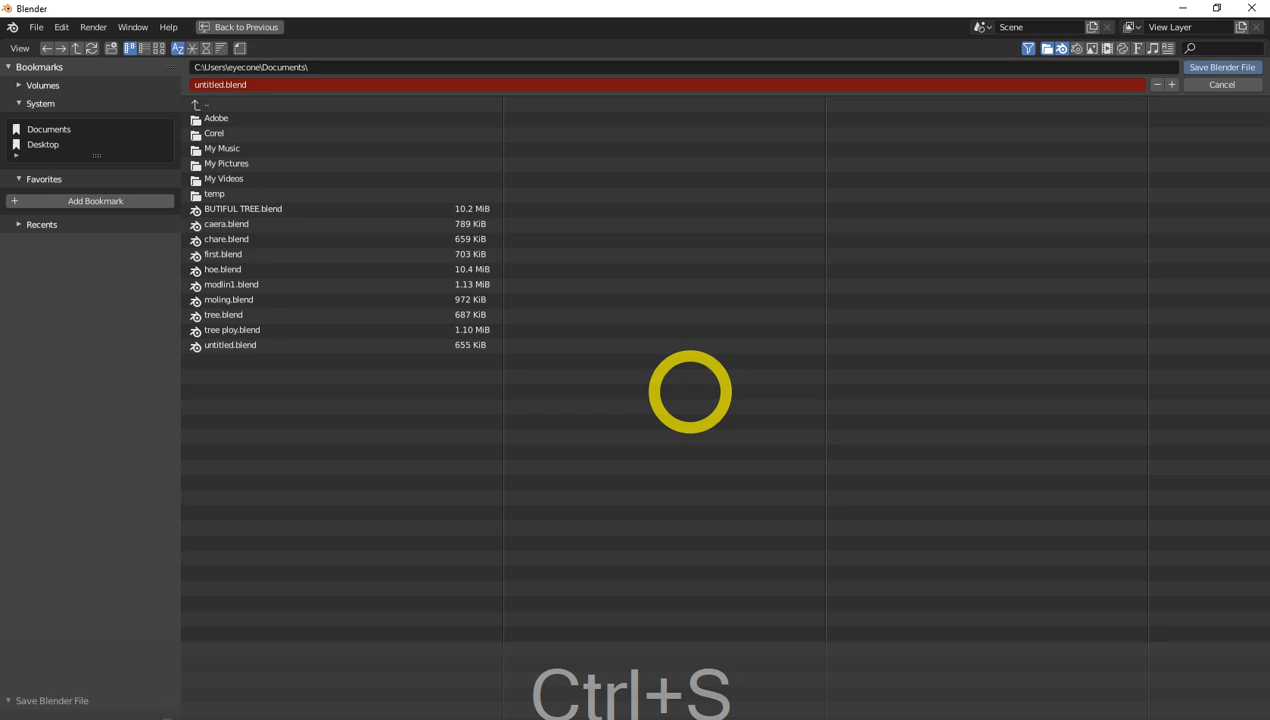 Blender
File Edit Render Window Help Back to Previous Scene View Layer
View
Bookmarks C:\Users\eyecone\Documents\ Save Blender File
Volumes untitled.blend Cancel
System ..
Adobe
Documents Corel
Desktop My Music
My Pictures
Favorites My Videos
Add Bookmark temp
BUTIFUL TREE.blend 10.2 MiB
Recents caera.blend 789 KiB
chare.blend 659 KiB
first.blend 703 KiB
hoe.blend 10.4 MiB
modlin1.blend 1.13 MiB
moling.blend 972 KiB
tree.blend 687 KiB
tree ploy.blend 1.10 MiB
untitled.blend 655 KiB
Save Blender File
Ctrl+S